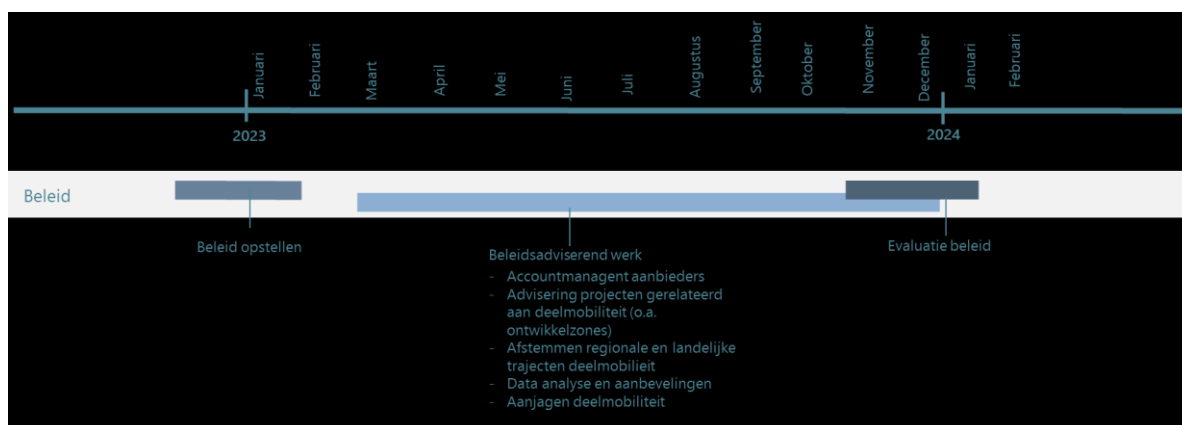 Januari
Februari
Maart
April
Mei
Juni
Juli
Augustus
September
Oktober
November
December
Januari
Februari
2023
2024
Beleid
Beleid opstellen
Evaluatie beleid
Beleidsadviserend werk
- Accountmanagent aanbieders
- Advisering projecten gerelateerd
aan deelmobiliteit (o.a.
ontwikkelzones)
- Afstemmen regionale en landelijke
trajecten deelmobilieit
- Data analyse en aanbevelingen
- Aanjagen deelmobiliteit